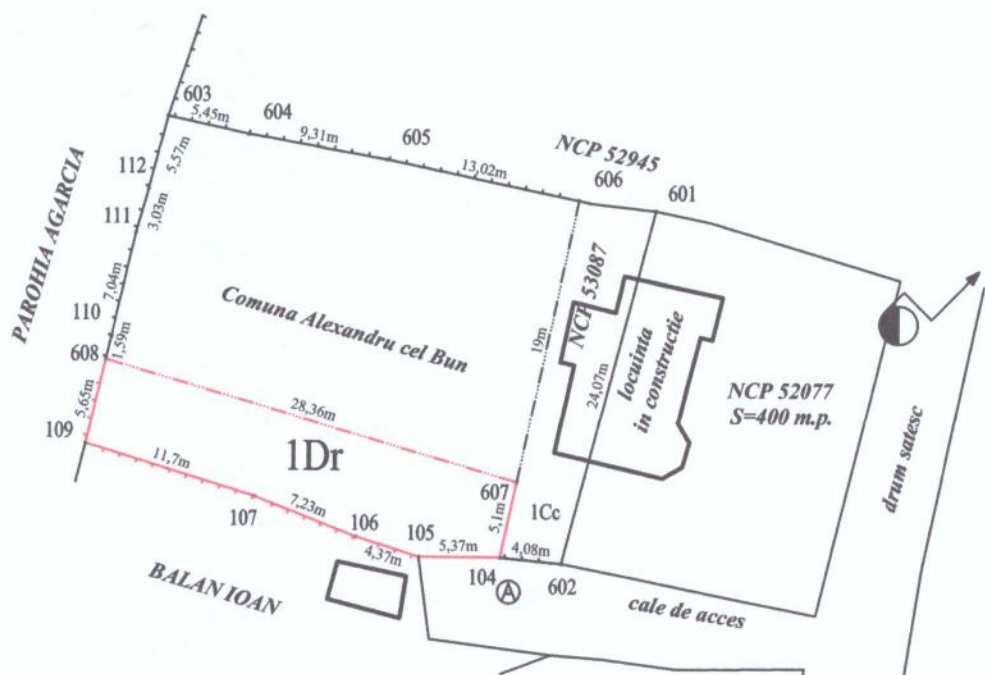 603
5,45m
604
9,31m
605
13,02m
NCP 52945
606
601
112
5,57m
111
3,03m
PAROHIA AGARCIA
7,04m
110
608
1,59m
Comuna Alexandru cel Bun
19m
NCP 53087
24,07m
locuinta
in constructie
NCP 52077
S=400 m.p.
drum satesc
5,65m
109
28,36m
1Dr
11,7m
107
7,23m
106
4,37m
105
5,37m
607
5,1m
1Cc
104
A
4,08m
602
BALAN IOAN
cale de acces